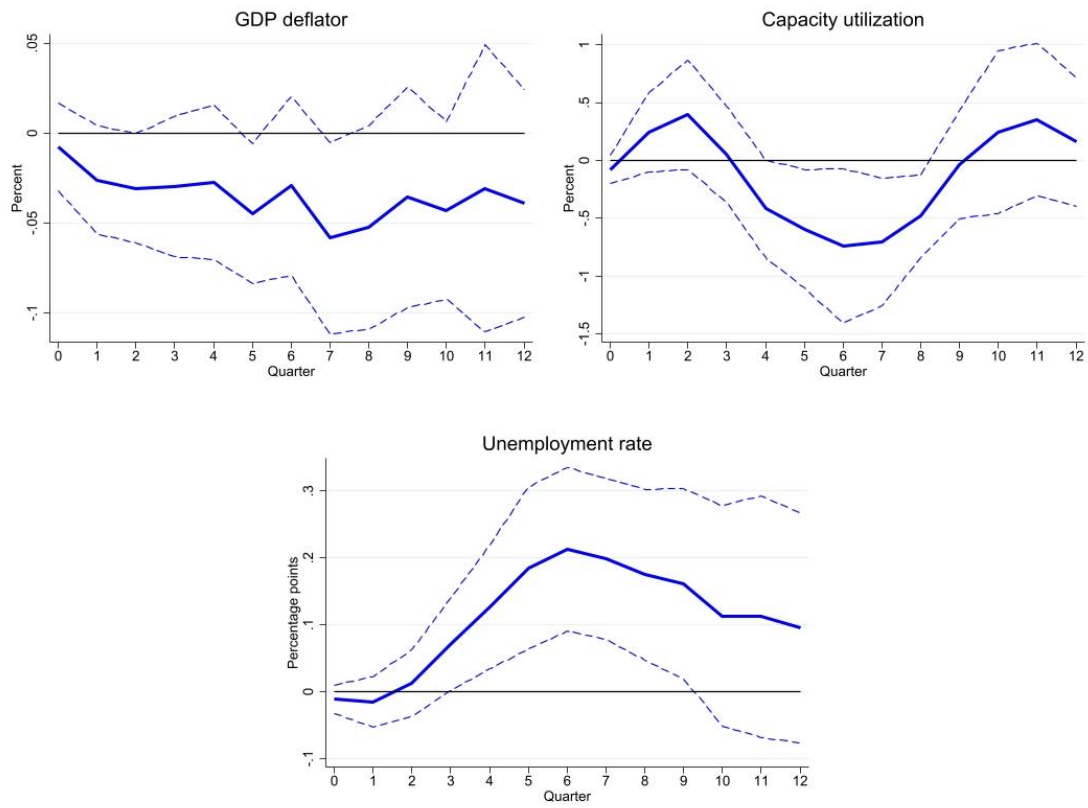 GDP deflator
Percent
.05
0
-.05
-.1
0 1 2 3 4 5 6 7 8 9 10 11 12
Quarter
Capacity utilization
Percent
1
.5
0
-.5
-1
-1.5
0 1 2 3 4 5 6 7 8 9 10 11 12
Quarter
Unemployment rate
Percentage points
.3
.2
.1
0
-.1
0 1 2 3 4 5 6 7 8 9 10 11 12
Quarter